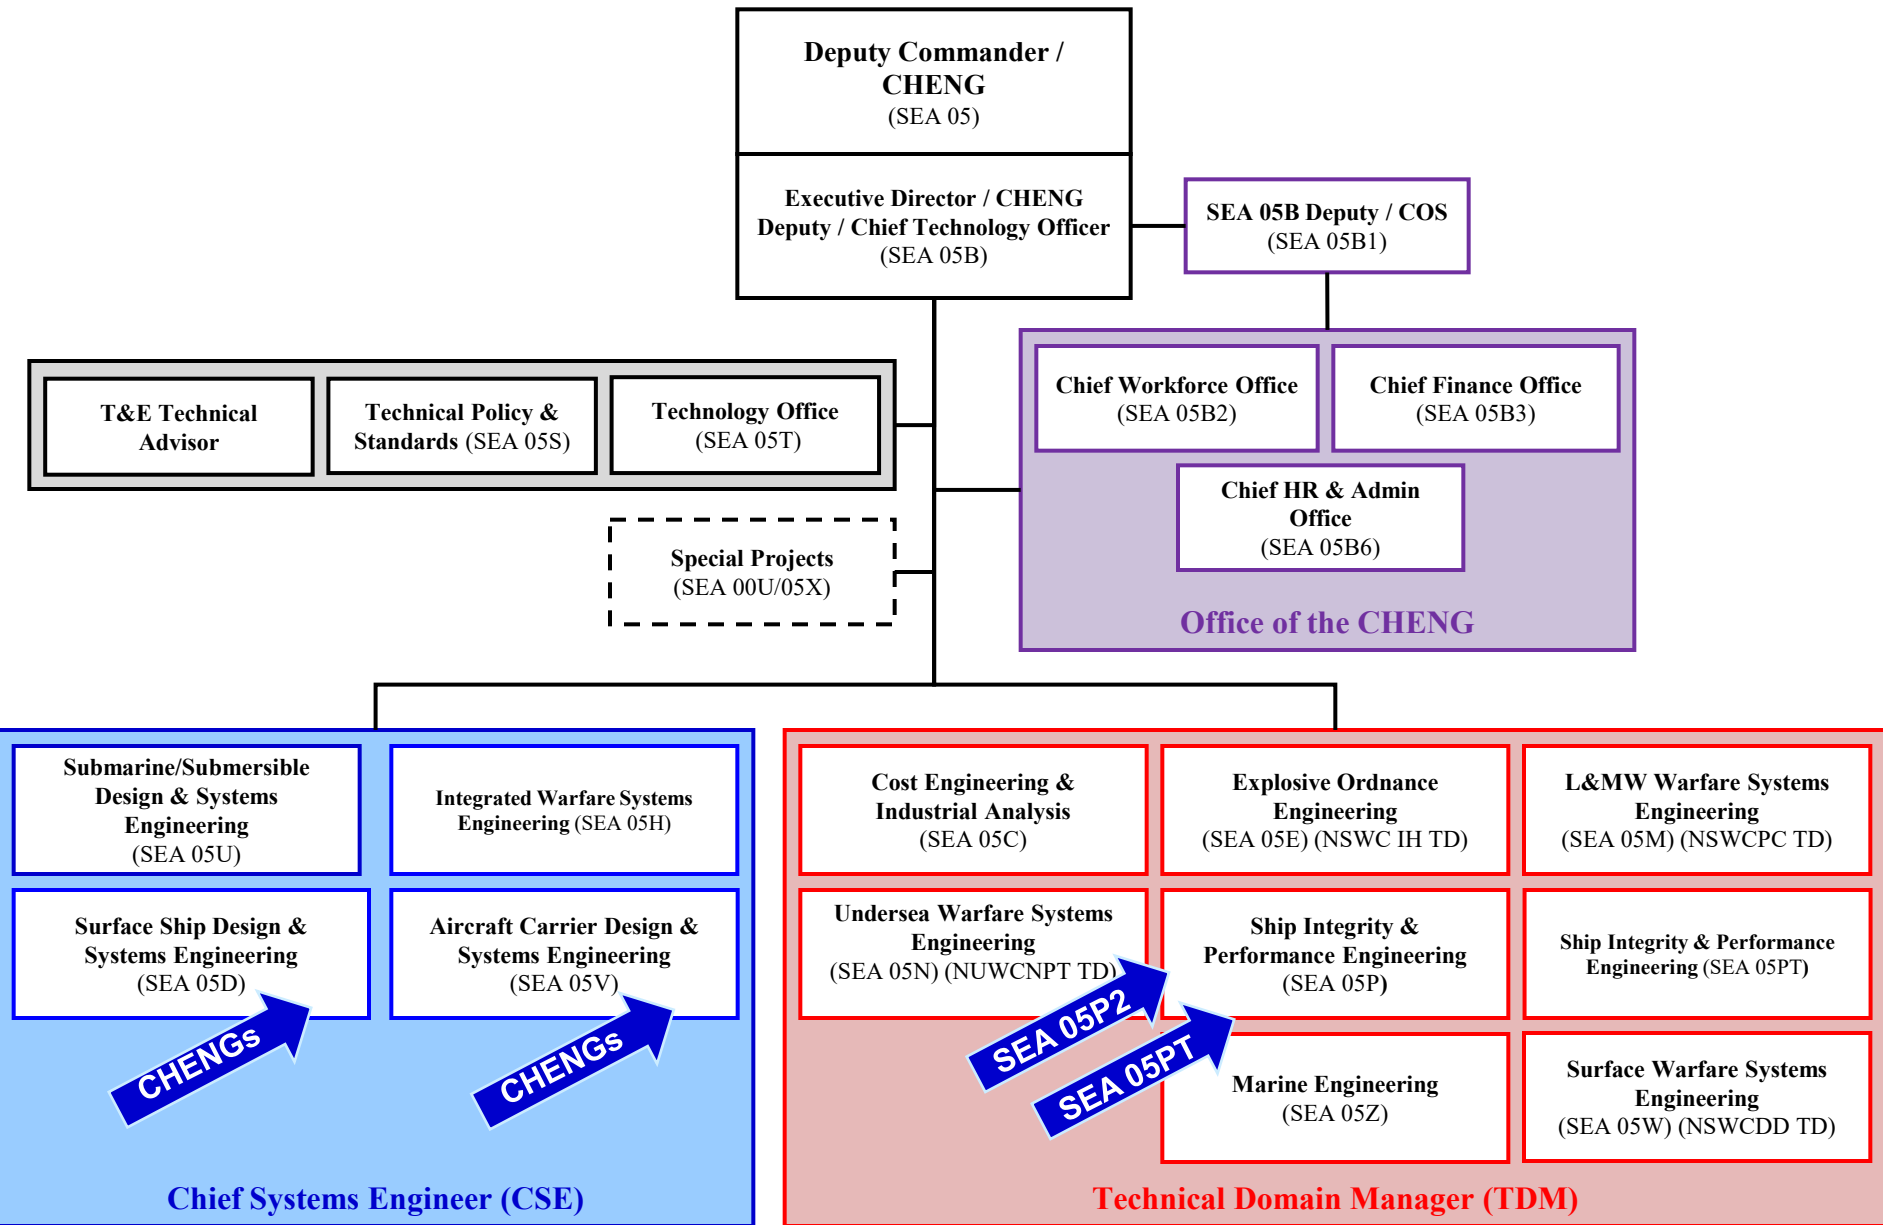 Deputy Commander /
CHENG
(SEA 05)
Executive Director / CHENG
Deputy / Chief Technology Officer
(SEA 05B)
SEA 05B Deputy / COS
(SEA 05B1)
T&E Technical
Advisor
Technical Policy &
Standards (SEA 05S)
Technology Office
(SEA 05T)
Chief Workforce Office
(SEA 05B2)
Chief Finance Office
(SEA 05B3)
Chief HR & Admin
Office
(SEA 05B6)
Office of the CHENG
Special Projects
(SEA 00U/05X)
Submarine/Submersible
Design & Systems
Engineering
(SEA 05U)
Integrated Warfare Systems
Engineering (SEA 05H)
Surface Ship Design &
Systems Engineering
(SEA 05D)
Aircraft Carrier Design &
Systems Engineering
(SEA 05V)
CHENGs
CHENGs
Chief Systems Engineer (CSE)
Cost Engineering &
Industrial Analysis
(SEA 05C)
Explosive Ordnance
Engineering
(SEA 05E) (NSWC IH TD)
L&MW Warfare Systems
Engineering
(SEA 05M) (NSWCPC TD)
Undersea Warfare Systems
Engineering
(SEA 05N) (NUWCNPT TD)
Ship Integrity &
Performance Engineering
(SEA 05P)
Ship Integrity & Performance
Engineering (SEA 05PT)
SEA 05P2
SEA 05PT
Marine Engineering
(SEA 05Z)
Surface Warfare Systems
Engineering
(SEA 05W) (NSWCDD TD)
Technical Domain Manager (TDM)